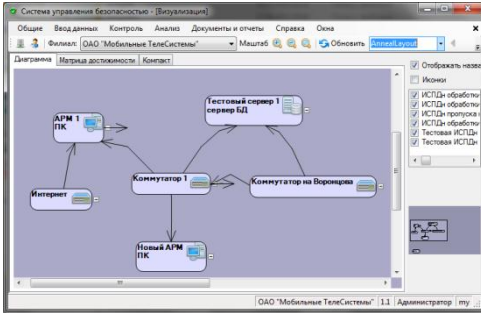 Система управления безопасностью - [Визуализация]
Общие Ввод данных Контроль Анализ Документы и отчеты Справка Окна
Филиал: ОАО "Мобильные ТелеСистемы" Масштаб Обновить AnnealLayout
Диаграмма Матрица достижимости Компакт
Отображать назва
Иконки
ИСПДн обработки
ИСПДн обработки
ИСПДн пропуска
ИСПДн обработки
Тестовая ИСПДн
Тестовая ИСПДн
АРМ 1
ПК
Тестовый сервер 1
сервер БД
Интернет
Коммутатор 1
Коммутатор на Воронцова
Новый АРМ
ПК
ОАО "Мобильные ТелеСистемы" 1.1 Администратор my